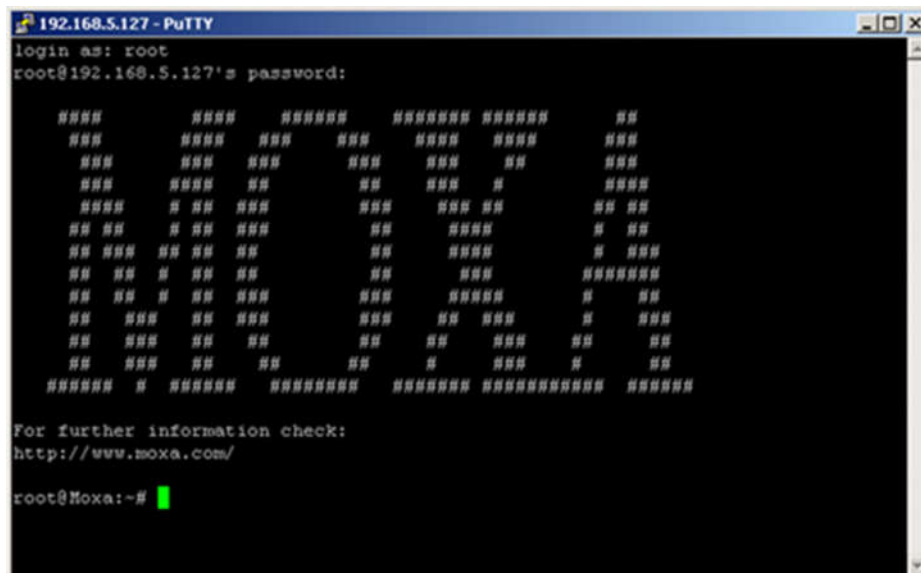 192.168.5.127 - PuTTY
login as: root
root@192.168.5.127's password:
MOXA
For further information check:
http://www.moxa.com/
root@Moxa:~#